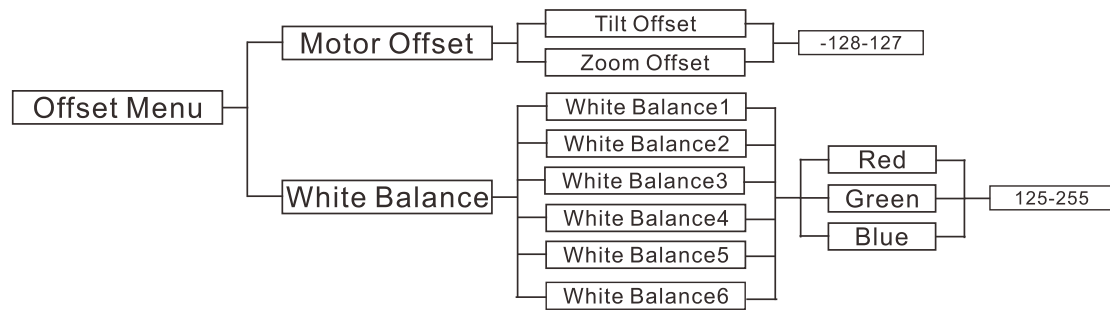 Offset Menu
Motor Offset
Tilt Offset
Zoom Offset
-128-127
White Balance
White Balance1
White Balance2
White Balance3
White Balance4
White Balance5
White Balance6
Red
Green
Blue
125-255